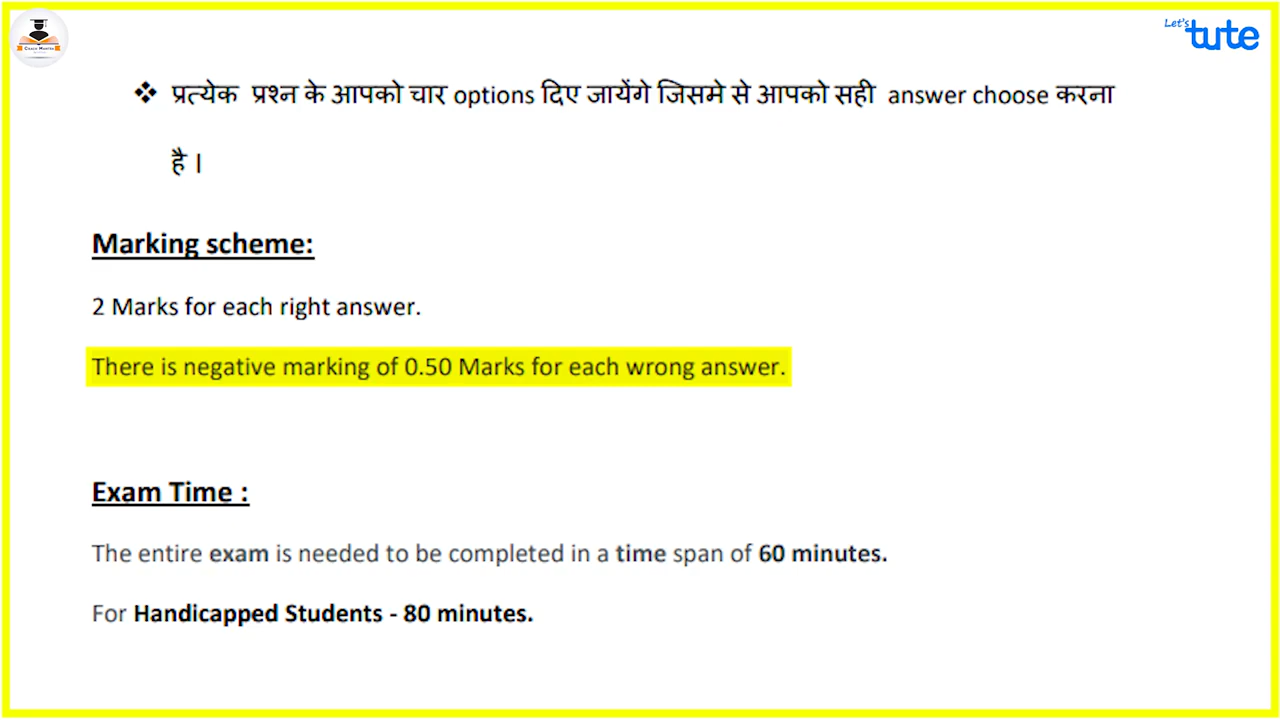 Let's
tute
Coach Mantra
❖ प्रत्येक प्रश्न के आपको चार options दिए जायेंगे जिसमे से आपको सही answer choose करना
है ।
Marking scheme:
2 Marks for each right answer.
There is negative marking of 0.50 Marks for each wrong answer.
Exam Time :
The entire exam is needed to be completed in a time span of 60 minutes.
For Handicapped Students - 80 minutes.